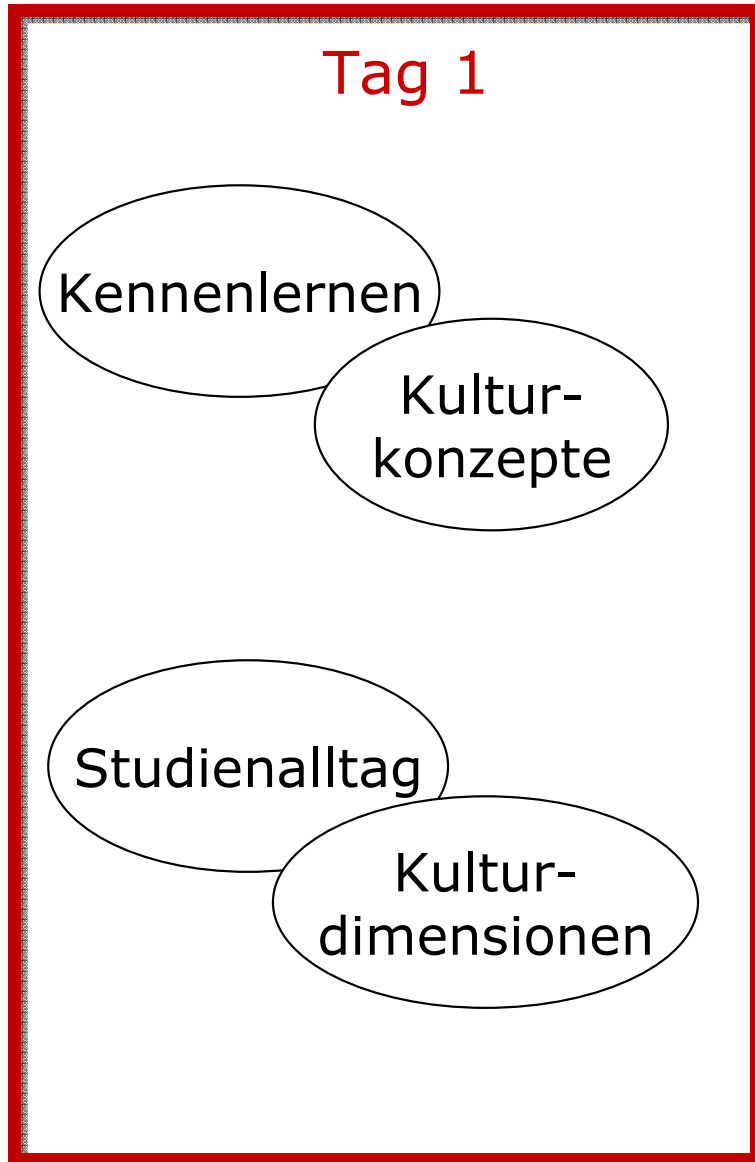 Tag 1
Kennenlernen
Kultur-
konzepte
Studienalltag
Kultur-
dimensionen